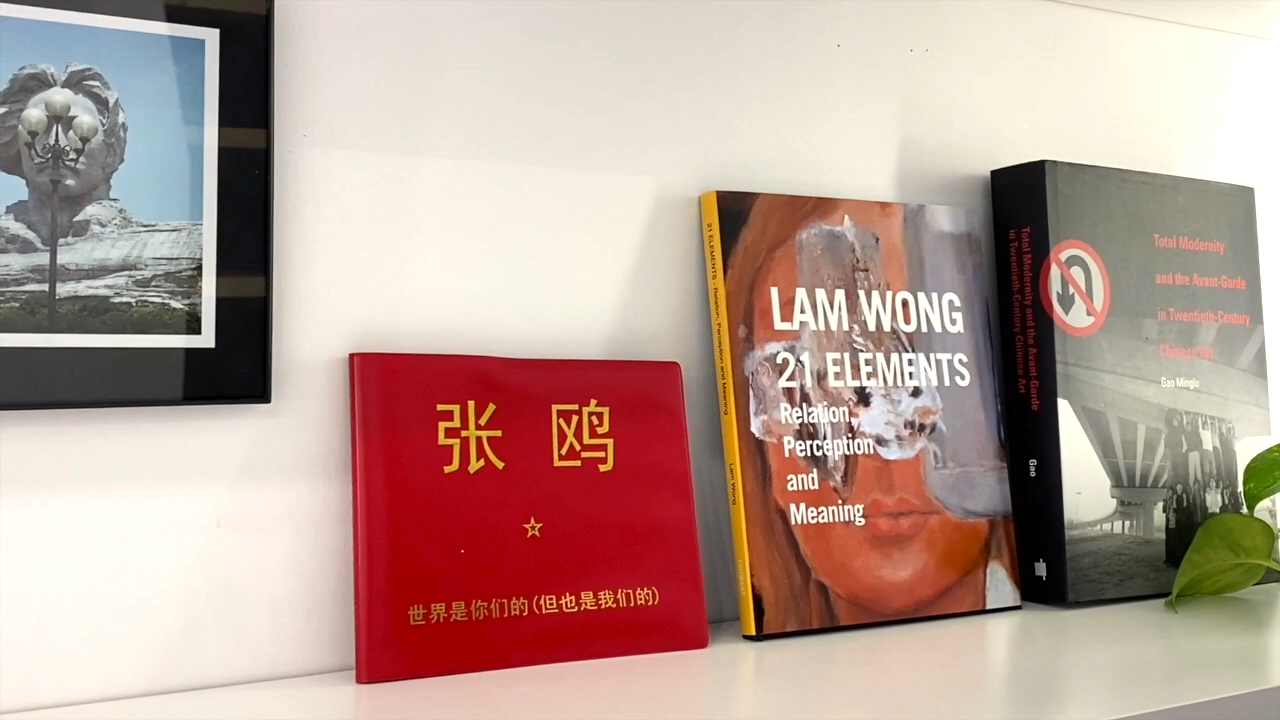 张 鸥
世界是你们的(但也是我们的)
21 ELEMENTS - Relation, Perception and Meaning
Lam Wong
LAM WONG
21 ELEMENTS
Relation,
Perception
and
Meaning
Total Modernity and the Avant-Garde
in Twentieth-Century Chinese Art
Gao
Total Modernity
and the Avant-Garde
in Twentieth-Century
Chinese Art
Gao Minglu